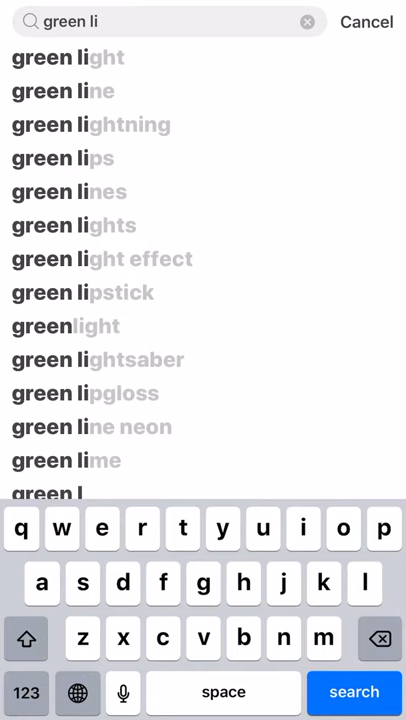 green li Cancel
green light
green line
green lightning
green lips
green lines
green lights
green light effect
green lipstick
greenlight
green lightsaber
green lipgloss
green line neon
green lime
green l
q w e r t y u i o p
a s d f g h j k l
z x c v b n m
123 space search